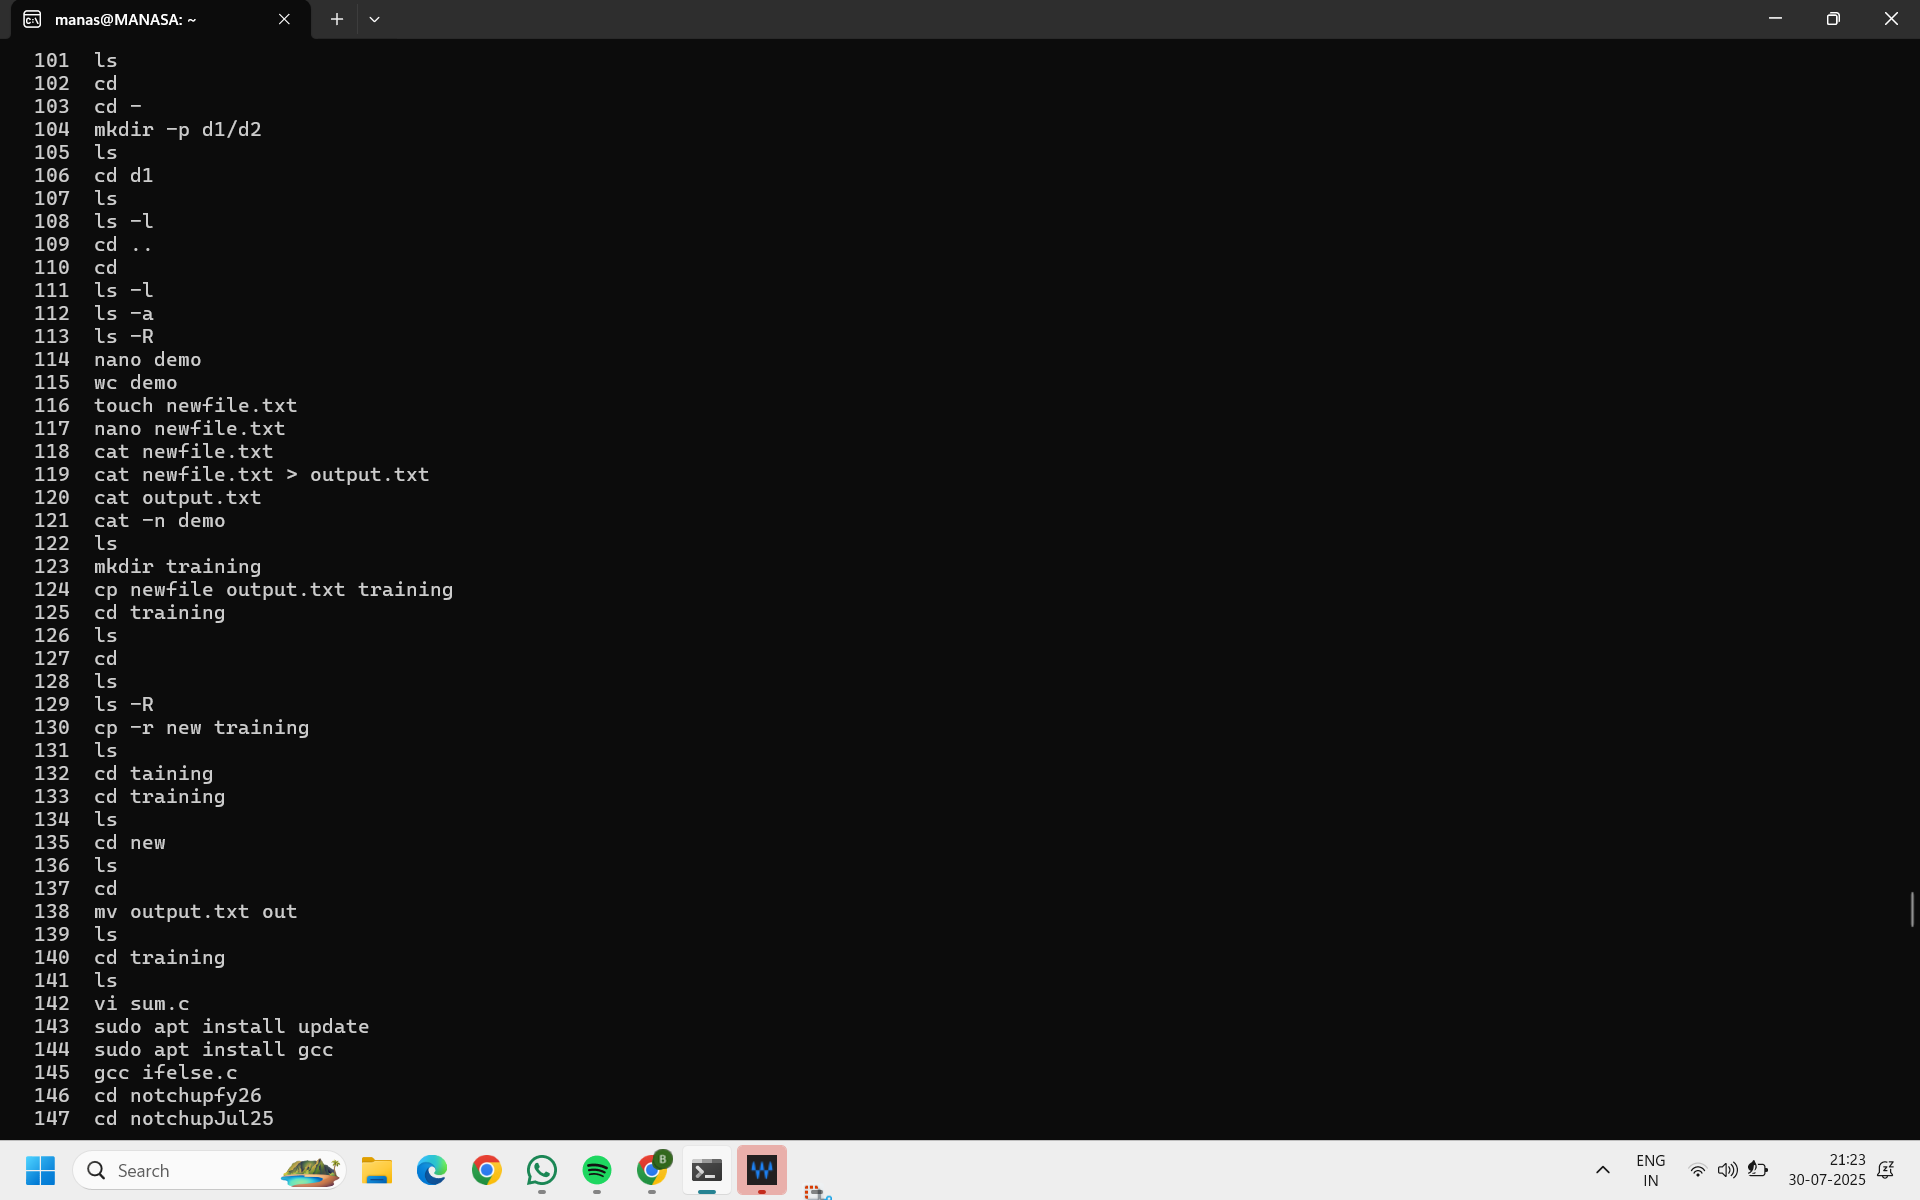 manas@MANASA: ~
101 ls
102 cd
103 cd -
104 mkdir -p d1/d2
105 ls
106 cd d1
107 ls
108 ls -l
109 cd ..
110 cd
111 ls -l
112 ls -a
113 ls -R
114 nano demo
115 wc demo
116 touch newfile.txt
117 nano newfile.txt
118 cat newfile.txt
119 cat newfile.txt > output.txt
120 cat output.txt
121 cat -n demo
122 ls
123 mkdir training
124 cp newfile output.txt training
125 cd training
126 ls
127 cd
128 ls
129 ls -R
130 cp -r new training
131 ls
132 cd taining
133 cd training
134 ls
135 cd new
136 ls
137 cd
138 mv output.txt out
139 ls
140 cd training
141 ls
142 vi sum.c
143 sudo apt install update
144 sudo apt install gcc
145 gcc ifelse.c
146 cd notchupfy26
147 cd notchupJul25
Search
B
ENG
IN
21:23
30-07-2025